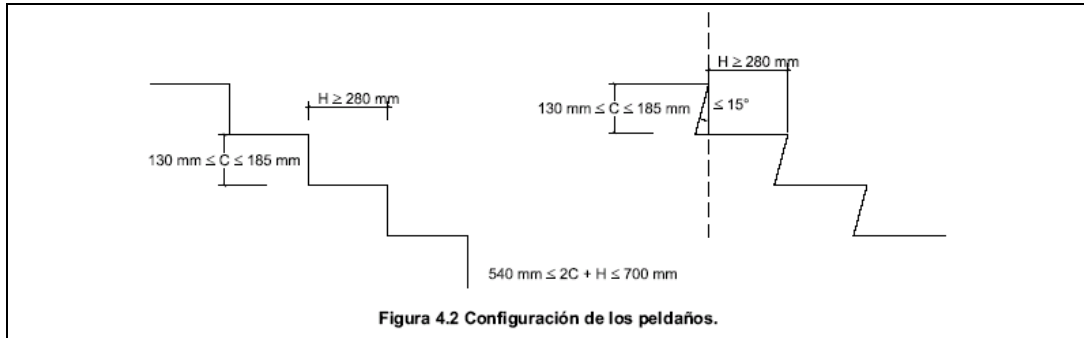 H ≥ 280 mm
130 mm ≤ C ≤ 185 mm
H ≥ 280 mm
130 mm ≤ C ≤ 185 mm
≤ 15°
540 mm ≤ 2C + H ≤ 700 mm
Figura 4.2 Configuración de los peldaños.